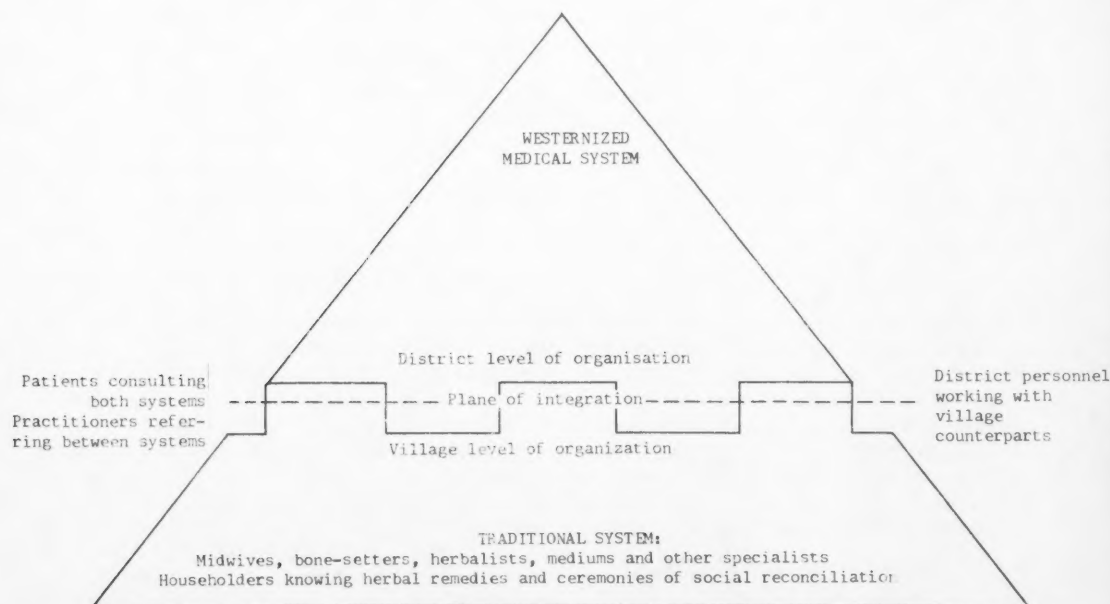 WESTERNIZED
MEDICAL SYSTEM
District level of organisation
Patients consulting
both systems
Practitioners refer-
ring between systems
Plane of integration
District personnel
working with
village
counterparts
Village level of organization
TRADITIONAL SYSTEM:
Midwives, bone-setters, herbalists, mediums and other specialists
Householders knowing herbal remedies and ceremonies of social reconciliation